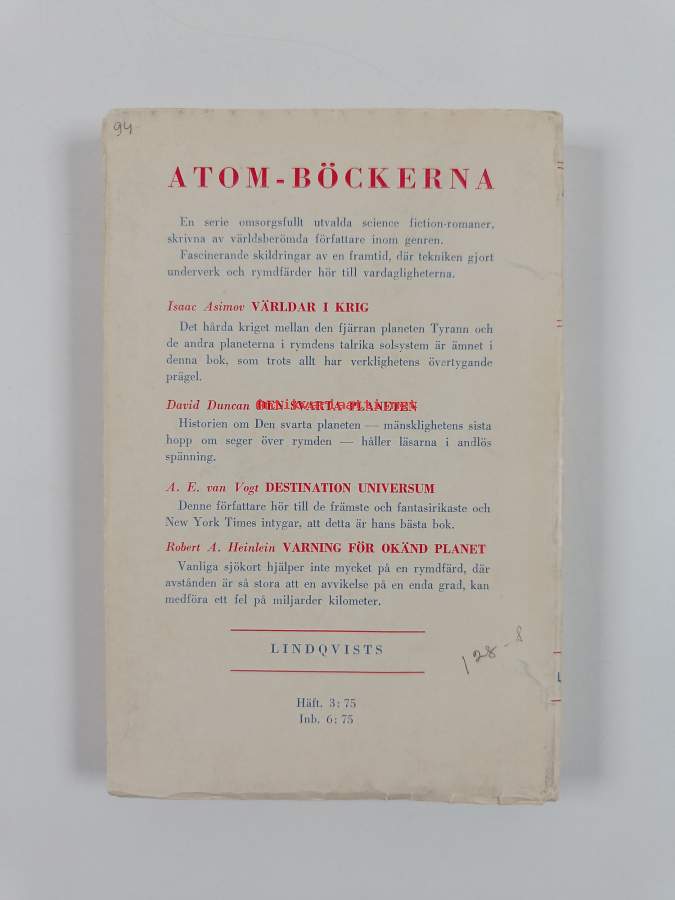 94
ATOM-BÖCKERNA
En serie omsorgsfullt utvalda science fiction-romaner,
skrivna av världsberömda författare inom genren.
Fascinerande skildringar av en framtid, där tekniken gjort
underverk och rymdfärder hör till vardagligheterna.
Isaac Asimov VÄRLDAR I KRIG
Det hårda kriget mellan den fjärran planeten Tyrann och
de andra planeterna i rymdens talrika solsystem är ämnet i
denna bok, som trots allt har verklighetens övertygande
prägel.
David Duncan DEN SVARTA PLANETEN
Historien om Den svarta planeten — mänsklighetens sista
hopp om seger över rymden — håller läsarna i andlös
spänning.
A. E. van Vogt DESTINATION UNIVERSUM
Denne författare hör till de främste och fantasirikaste och
New York Times intygar, att detta är hans bästa bok.
Robert A. Heinlein VARNING FÖR OKÄND PLANET
Vanliga sjökort hjälper inte mycket på en rymdfärd, där
avstånden är så stora att en avvikelse på en enda grad, kan
medföra ett fel på miljarder kilometer.
LINDQVISTS
128-8
Häft. 3:75
Inb. 6:75